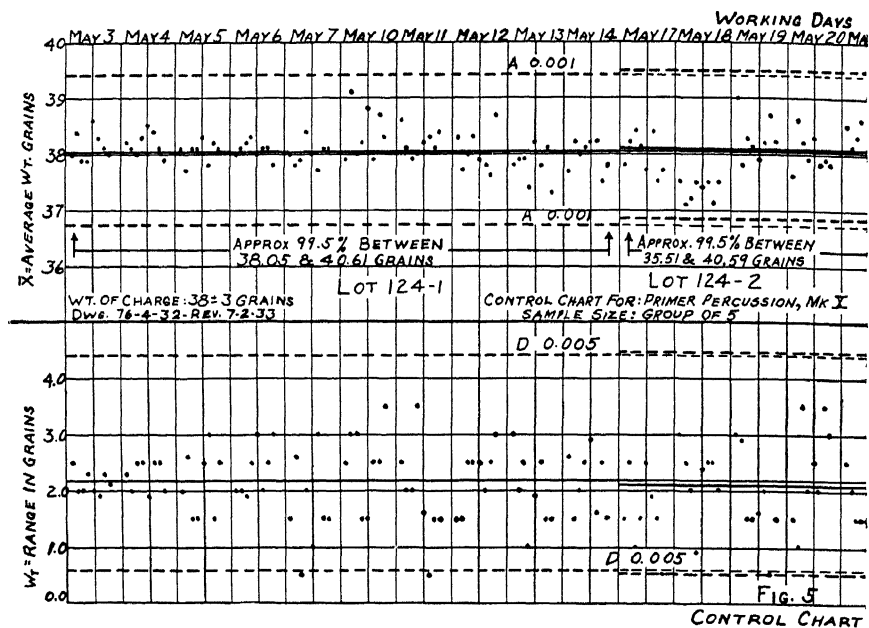 WORKING DAYS
MAY 3 MAY 4 MAY 5 MAY 6 MAY 7 MAY 10 MAY 11 MAY 12 MAY 13 MAY 14 MAY 17 MAY 18 MAY 19 MAY 20 MA
40
A 0.001
39
38
37
A 0.001
36
X̄=AVERAGE WT. GRAINS
APPROX 99.5% BETWEEN
38.05 & 40.61 GRAINS
APPROX. 99.5% BETWEEN
35.51 & 40.59 GRAINS
LOT 124-1
LOT 124-2
WT. OF CHARGE: 38±3 GRAINS
DWG. 76-4-32-REV. 7-2-33
CONTROL CHART FOR: PRIMER PERCUSSION, MK V
SAMPLE SIZE: GROUP OF 5
D 0.005
4.0
3.0
2.0
1.0
D 0.005
0.0
WT=RANGE IN GRAINS
FIG. 5
CONTROL CHART